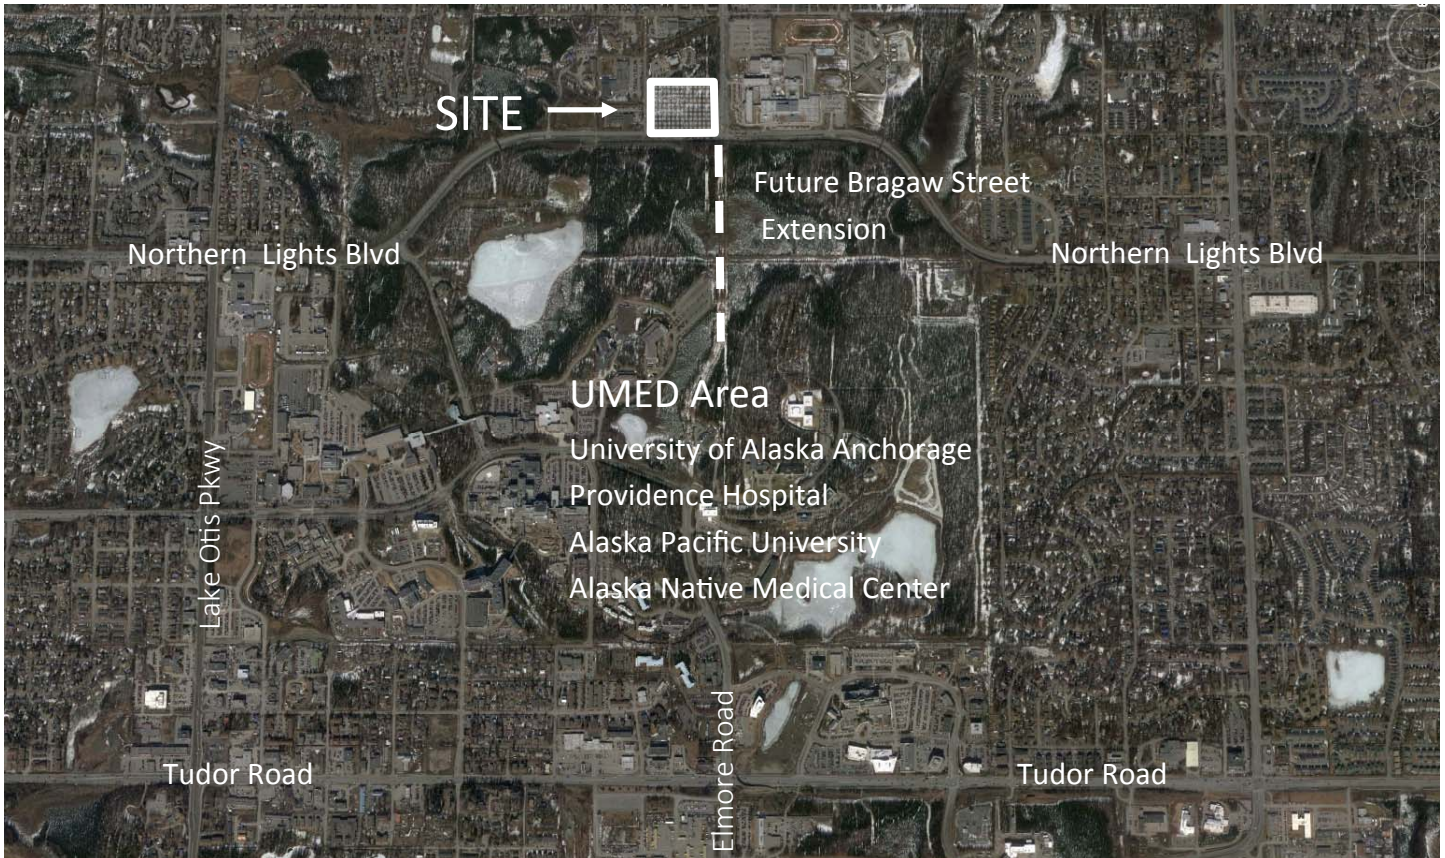 SITE
Future Bragaw Street
Extension
Northern Lights Blvd
Northern Lights Blvd
UMED Area
University of Alaska Anchorage
Providence Hospital
Alaska Pacific University
Alaska Native Medical Center
Lake Otis Pkwy
Elmore Road
Tudor Road
Tudor Road